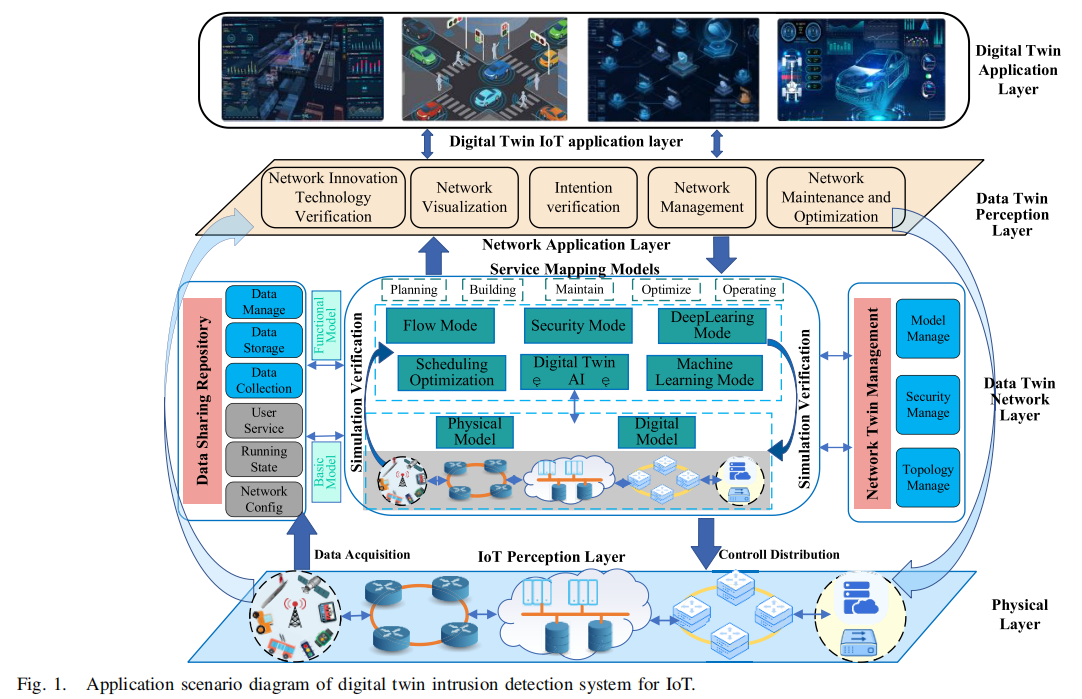 Digital Twin
Application
Layer
Digital Twin IoT application layer
Network Innovation
Technology
Verification
Network
Visualization
Intention
verification
Network
Management
Network
Maintenance and
Optimization
Data Twin
Perception
Layer
Network Application Layer
Service Mapping Models
Planning
Building
Maintain
Optimize
Operating
Data Sharing Repository
Data
Manage
Data
Storage
Data
Collection
User
Service
Running
State
Network
Config
Functional
Model
Basic
Model
Simulation Verification
Flow Mode
Security Mode
DeepLearing
Mode
Scheduling
Optimization
Digital Twin
ę AI ę
Machine
Learning Mode
Physical
Model
Digital
Model
Simulation Verification
Network Twin Management
Model
Manage
Security
Manage
Topology
Manage
Data Twin
Network
Layer
Data Acquisition
IoT Perception Layer
Controll Distribution
Physical
Layer
Fig. 1. Application scenario diagram of digital twin intrusion detection system for IoT.